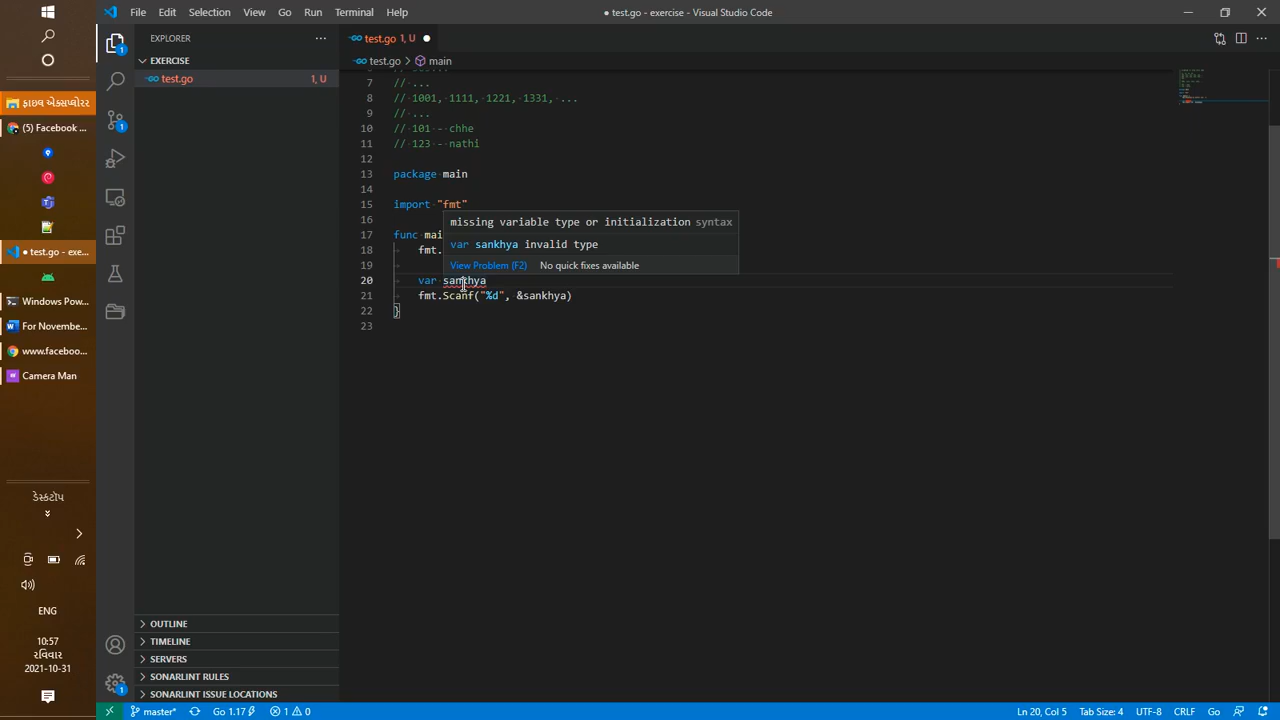 File Edit Selection View Go Run Terminal Help
● test.go - exercise - Visual Studio Code
EXPLORER
EXERCISE
test.go 1, U
OUTLINE
TIMELINE
SERVERS
SONARLINT RULES
SONARLINT ISSUE LOCATIONS
test.go 1, U
test.go > main
7 // ...
8 // 1001, 1111, 1221, 1331, ...
9 // ...
10 // 101 - chhe
11 // 123 - nathi
12
13 package main
14
15 import "fmt"
16
17 func mai
18 fmt.
19
20 var sankhya
21 fmt.Scanf("%d", &sankhya)
22 }
23
missing variable type or initialization syntax
var sankhya invalid type
View Problem (F2) No quick fixes available
ફાઇલ એક્સપ્લોરર
(5) Facebook ...
● test.go - exe...
Windows Pow...
For Novembe...
www.faceboo...
Camera Man
ડેસ્કટૉપ
ENG
10:57
રવિવાર
2021-10-31
master*
Go 1.17
1 0
Ln 20, Col 5 Tab Size: 4 UTF-8 CRLF Go